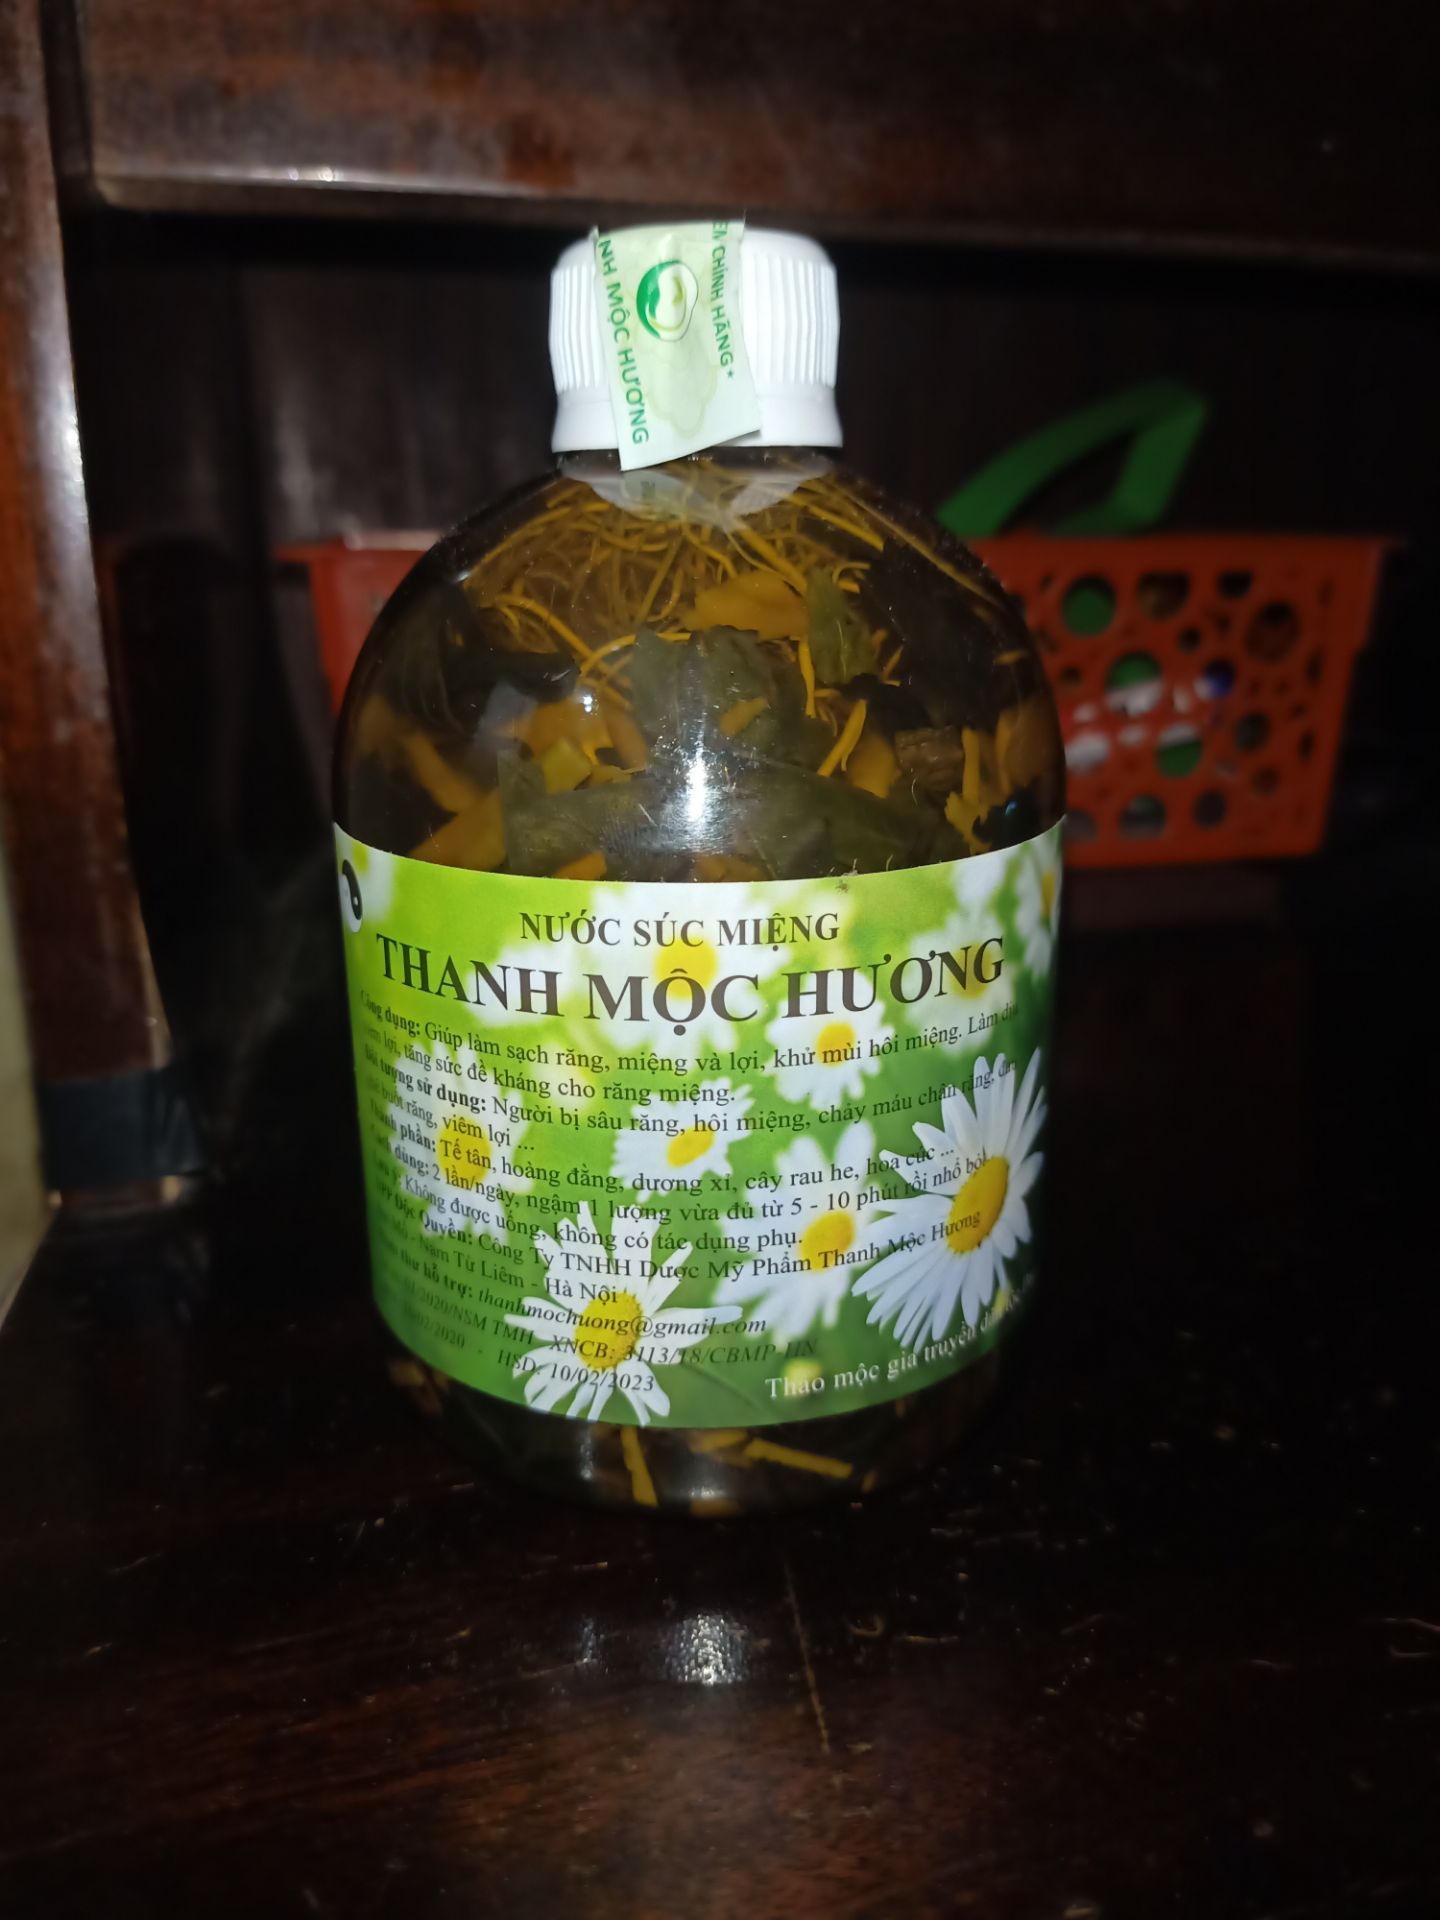 CHÍNH HÃNG*
MỘC HƯƠNG
NƯỚC SÚC MIỆNG
THANH MỘC HƯƠNG
Công dụng: Giúp làm sạch răng, miệng và lợi, khử mùi hôi miệng. Làm dịu
lợi, tăng sức đề kháng cho răng miệng.
tượng sử dụng: Người bị sâu răng, hôi miệng, chảy máu chân răng,
buốt răng, viêm lợi ...
phần: Tế tân, hoàng đằng, dương xỉ, cây rau he, hoa cúc ...
dùng: 2 lần/ngày, ngậm 1 lượng vừa đủ từ 5 - 10 phút rồi nhổ bỏ.
Không được uống, không có tác dụng phụ.
Độc Quyền: Công Ty TNHH Dược Mỹ Phẩm Thanh Mộc Hương
- Nam Từ Liêm - Hà Nội
thư hỗ trợ: thanhmochuong@gmail.com
2020/NSM TMH XNCB: 3113/18/CBMP-HN
/02/2020 - HSD: 10/02/2023
Thảo mộc gia truyền